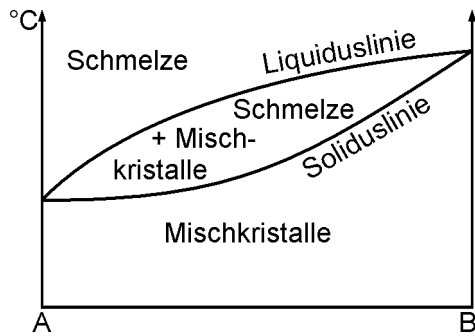 °C
Schmelze
Liquiduslinie
Schmelze
+ Misch-
kristalle
Soliduslinie
Mischkristalle
A
B